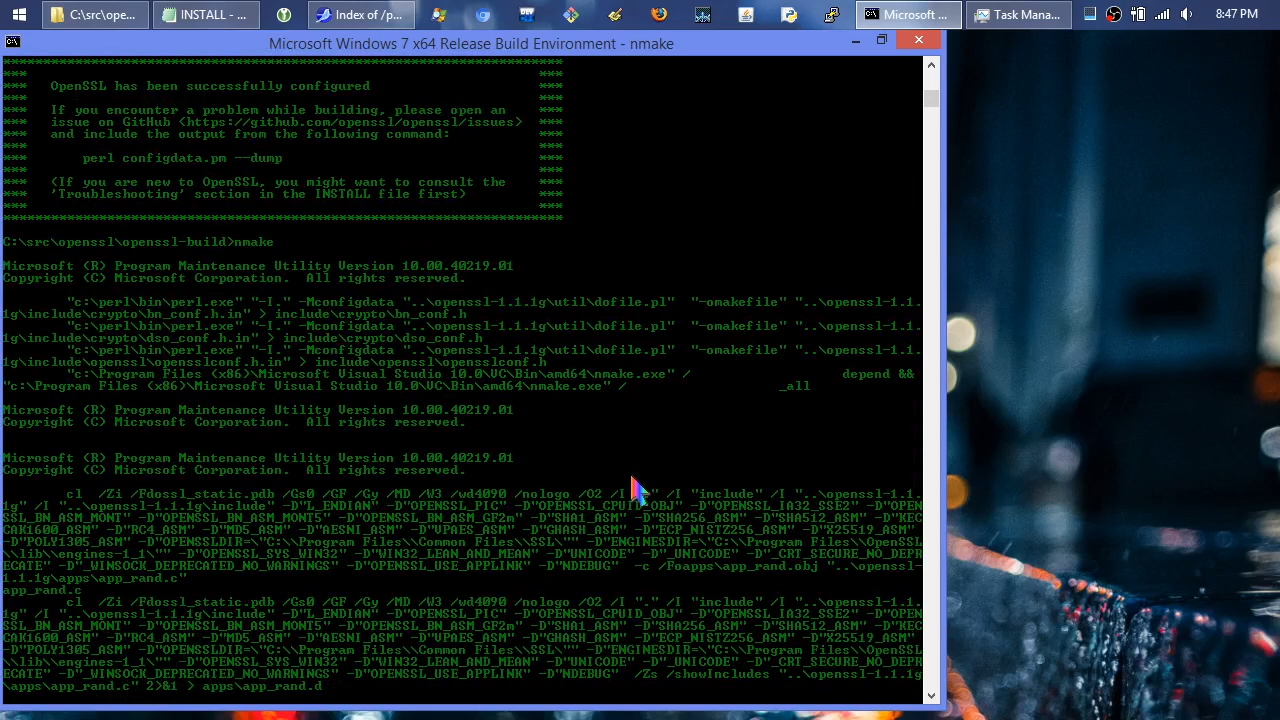 C:\src\ope...
INSTALL - ...
Index of /p...
Microsoft ...
Task Mana...
8:47 PM
Microsoft Windows 7 x64 Release Build Environment - nmake
***********************************************************************
*** ***
*** OpenSSL has been successfully configured ***
*** ***
*** If you encounter a problem while building, please open an ***
*** issue on GitHub <https://github.com/openssl/openssl/issues> ***
*** and include the output from the following command: ***
*** ***
*** perl configdata.pm --dump ***
*** ***
*** (If you are new to OpenSSL, you might want to consult the ***
*** 'Troubleshooting' section in the INSTALL file first) ***
*** ***
***********************************************************************
C:\src\openssl\openssl-build>nmake
Microsoft (R) Program Maintenance Utility Version 10.00.40219.01
Copyright (C) Microsoft Corporation.  All rights reserved.
"c:\perl\bin\perl.exe" "-I." -Mconfigdata "..\openssl-1.1.1g\util\dofile.pl"  "-omakefile" "..\openssl-1.1.
1g\include\crypto\bn_conf.h.in" > include\crypto\bn_conf.h
"c:\perl\bin\perl.exe" "-I." -Mconfigdata "..\openssl-1.1.1g\util\dofile.pl"  "-omakefile" "..\openssl-1.1.
1g\include\crypto\dso_conf.h.in" > include\crypto\dso_conf.h
"c:\perl\bin\perl.exe" "-I." -Mconfigdata "..\openssl-1.1.1g\util\dofile.pl"  "-omakefile" "..\openssl-1.1.
1g\include\openssl\opensslconf.h.in" > include\openssl\opensslconf.h
"c:\Program Files (x86)\Microsoft Visual Studio 10.0\VC\Bin\amd64\nmake.exe" / depend &&
"c:\Program Files (x86)\Microsoft Visual Studio 10.0\VC\Bin\amd64\nmake.exe" / _all
Microsoft (R) Program Maintenance Utility Version 10.00.40219.01
Copyright (C) Microsoft Corporation.  All rights reserved.
Microsoft (R) Program Maintenance Utility Version 10.00.40219.01
Copyright (C) Microsoft Corporation.  All rights reserved.
cl  /Zi /Fdossl_static.pdb /Gs0 /GF /Gy /MD /W3 /wd4090 /nologo /O2 /I "." /I "include" /I "..\openssl-1.1.1
1g" /I "..\openssl-1.1.1g\include" -D"L_ENDIAN" -D"OPENSSL_PIC" -D"OPENSSL_CPUID_OBJ" -D"OPENSSL_IA32_SSE2" -D"OPEN
SSL_BN_ASM_MONT" -D"OPENSSL_BN_ASM_MONT5" -D"OPENSSL_BN_ASM_GF2m" -D"SHA1_ASM" -D"SHA256_ASM" -D"SHA512_ASM" -D"KEC
CAK1600_ASM" -D"RC4_ASM" -D"MD5_ASM" -D"AESNI_ASM" -D"VPAES_ASM" -D"GHASH_ASM" -D"ECP_NISTZ256_ASM" -D"X25519_ASM"
-D"POLY1305_ASM" -D"OPENSSLDIR=\"C:\\Program Files\\Common Files\\SSL\"" -D"ENGINESDIR=\"C:\\Program Files\\OpenSSL
\\lib\\engines-1_1\"" -D"OPENSSL_SYS_WIN32" -D"WIN32_LEAN_AND_MEAN" -D"UNICODE" -D"_UNICODE" -D"_CRT_SECURE_NO_DEPR
ECATE" -D"_WINSOCK_DEPRECATED_NO_WARNINGS" -D"OPENSSL_USE_APPLINK" -D"NDEBUG"  -c /Foapps\app_rand.obj "..\openssl-
1.1.1g\apps\app_rand.c"
app_rand.c
cl  /Zi /Fdossl_static.pdb /Gs0 /GF /Gy /MD /W3 /wd4090 /nologo /O2 /I "." /I "include" /I "..\openssl-1.1.
1g" /I "..\openssl-1.1.1g\include" -D"L_ENDIAN" -D"OPENSSL_PIC" -D"OPENSSL_CPUID_OBJ" -D"OPENSSL_IA32_SSE2" -D"OPEN
SSL_BN_ASM_MONT" -D"OPENSSL_BN_ASM_MONT5" -D"OPENSSL_BN_ASM_GF2m" -D"SHA1_ASM" -D"SHA256_ASM" -D"SHA512_ASM" -D"KEC
CAK1600_ASM" -D"RC4_ASM" -D"MD5_ASM" -D"AESNI_ASM" -D"VPAES_ASM" -D"GHASH_ASM" -D"ECP_NISTZ256_ASM" -D"X25519_ASM"
-D"POLY1305_ASM" -D"OPENSSLDIR=\"C:\\Program Files\\Common Files\\SSL\"" -D"ENGINESDIR=\"C:\\Program Files\\OpenSSL
\\lib\\engines-1_1\"" -D"OPENSSL_SYS_WIN32" -D"WIN32_LEAN_AND_MEAN" -D"UNICODE" -D"_UNICODE" -D"_CRT_SECURE_NO_DEPR
ECATE" -D"_WINSOCK_DEPRECATED_NO_WARNINGS" -D"OPENSSL_USE_APPLINK" -D"NDEBUG"  /Zs /showIncludes "..\openssl-1.1.1g
\apps\app_rand.c" 2>&1 > apps\app_rand.d